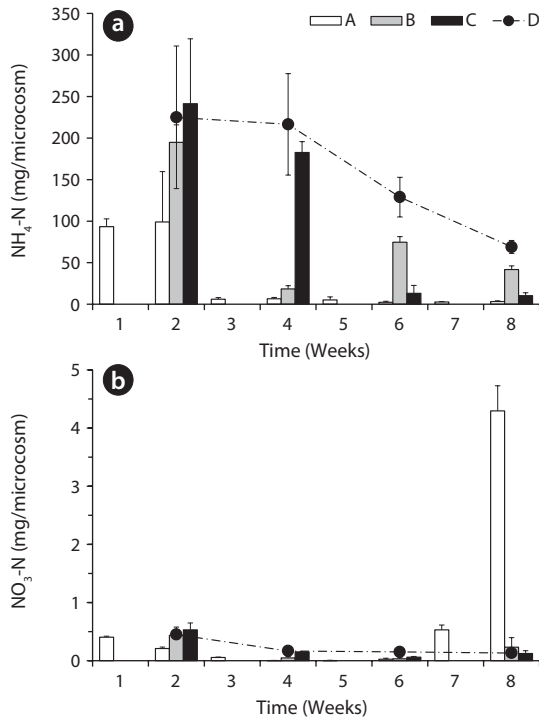 a
A B C D
NH₄-N (mg/microcosm)
350
300
250
200
150
100
50
0
1 2 3 4 5 6 7 8
Time (Weeks)
b
NO₃-N (mg/microcosm)
5
4
3
2
1
0
1 2 3 4 5 6 7 8
Time (Weeks)